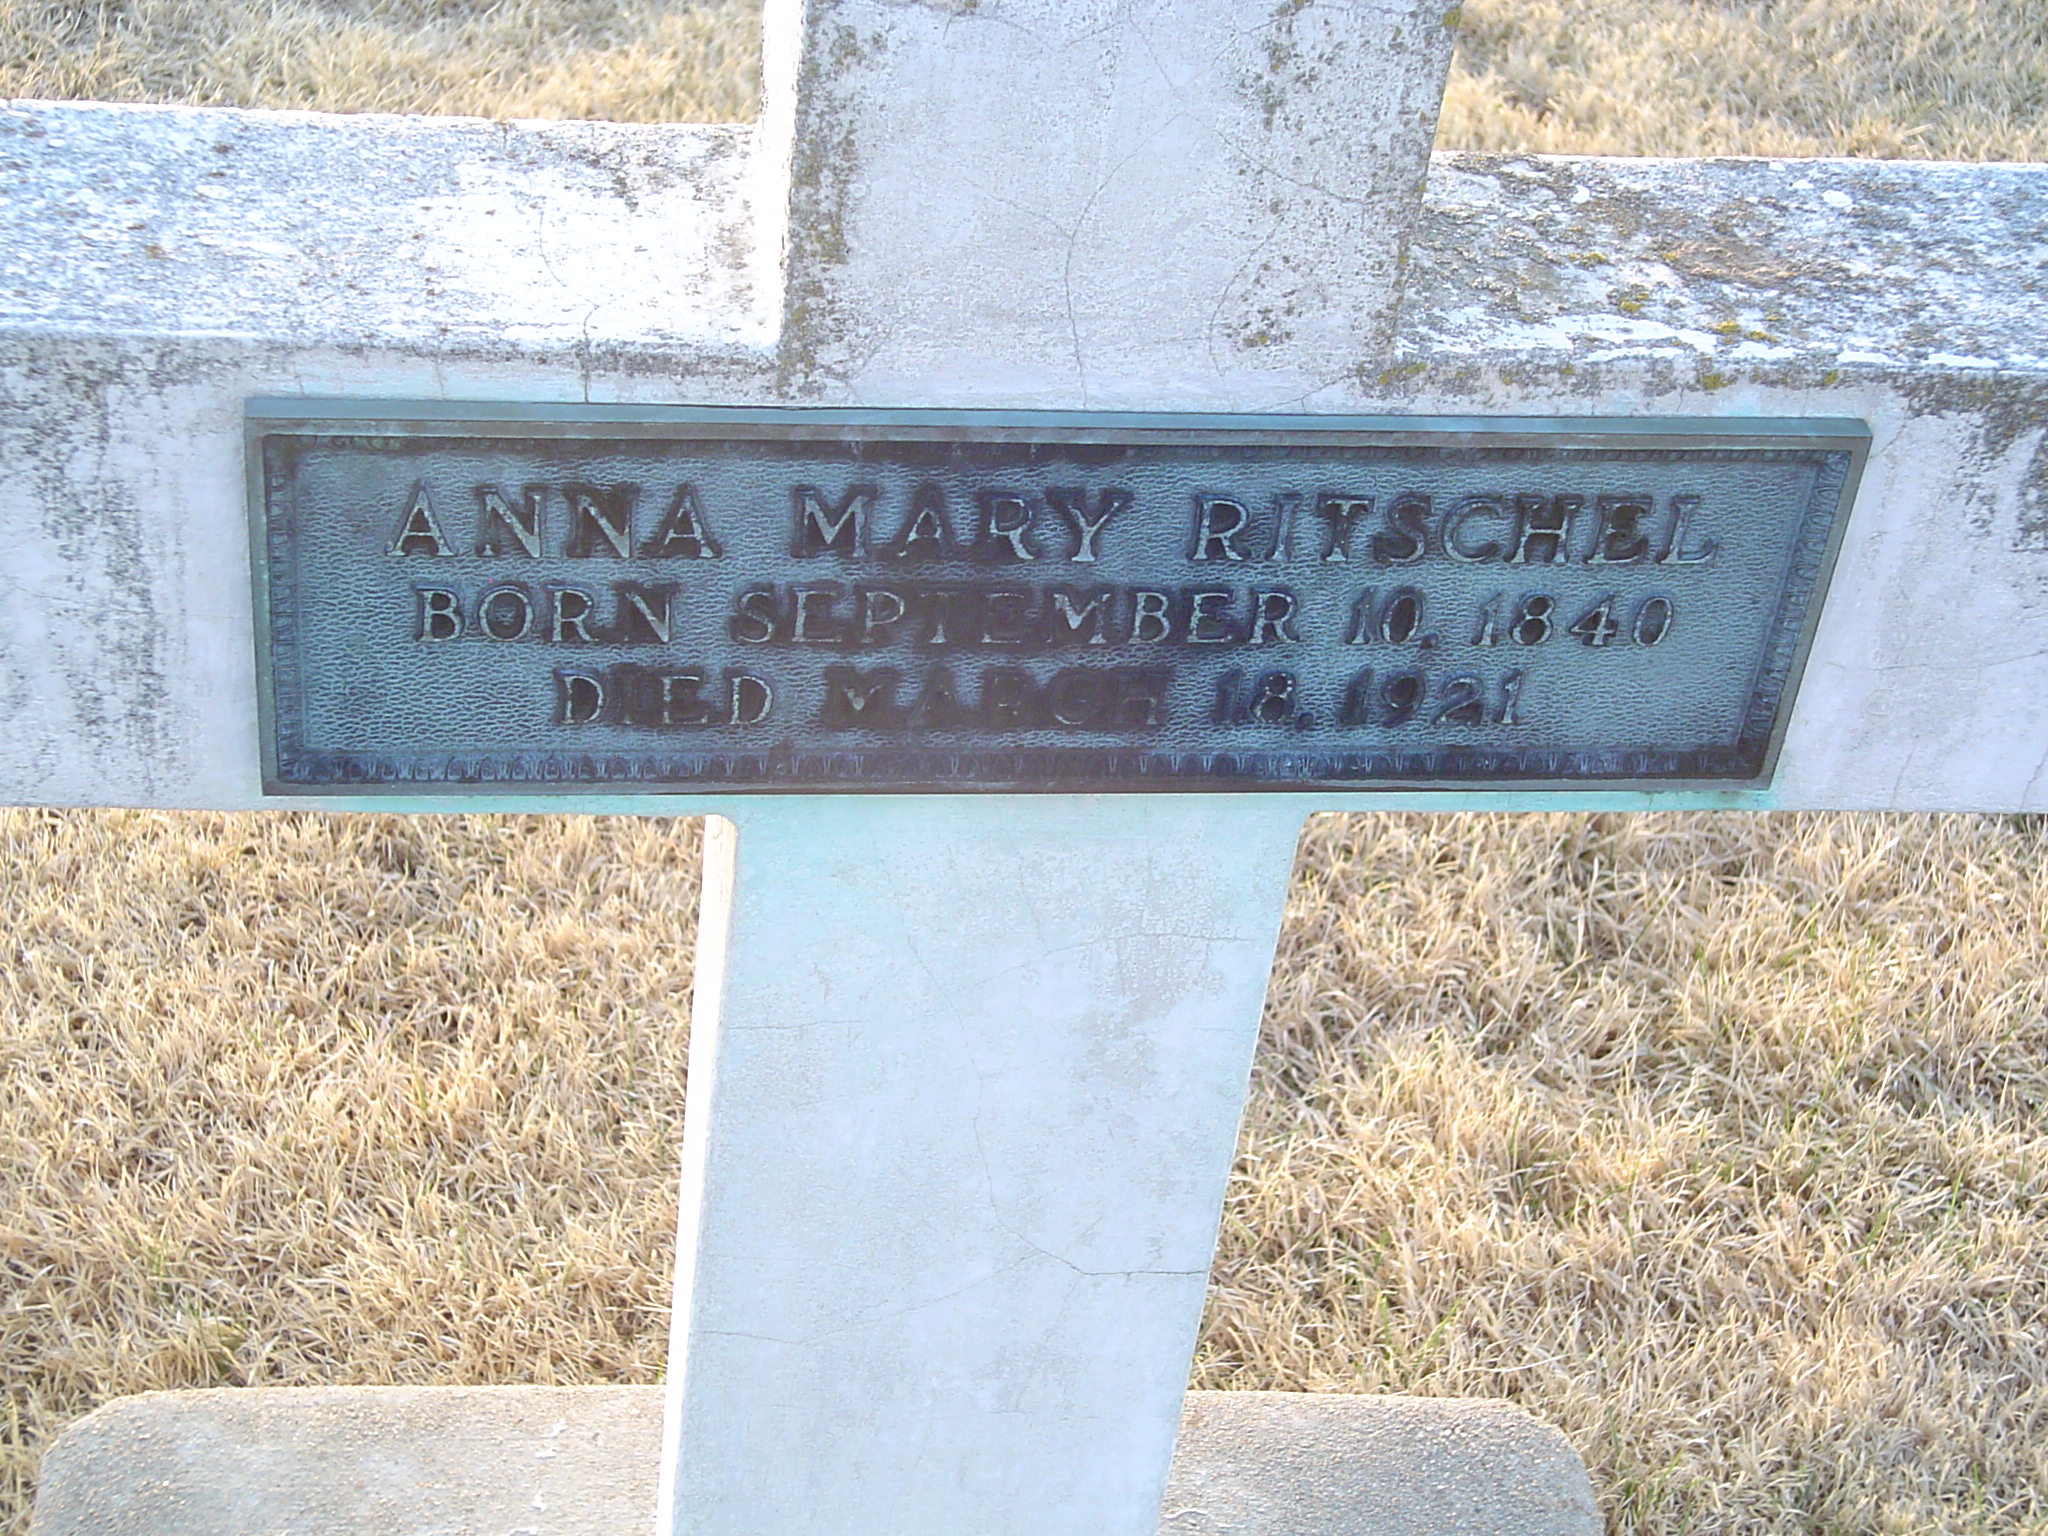 ANNA MARY RITSCHEL
BORN SEPTEMBER 10, 1840
DIED MARCH 18, 1921